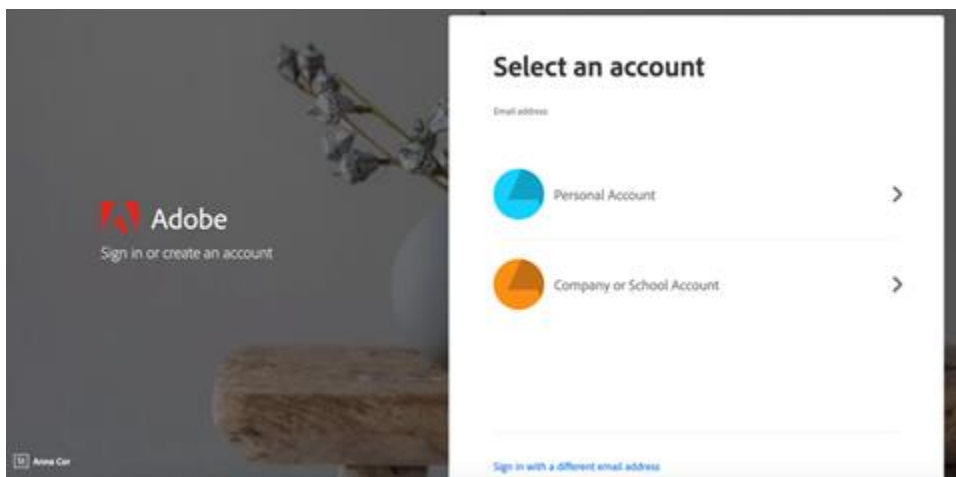 Adobe
Sign in or create an account
Select an account
Email address
Personal Account
Company or School Account
Sign in with a different email address
St Anna Cor